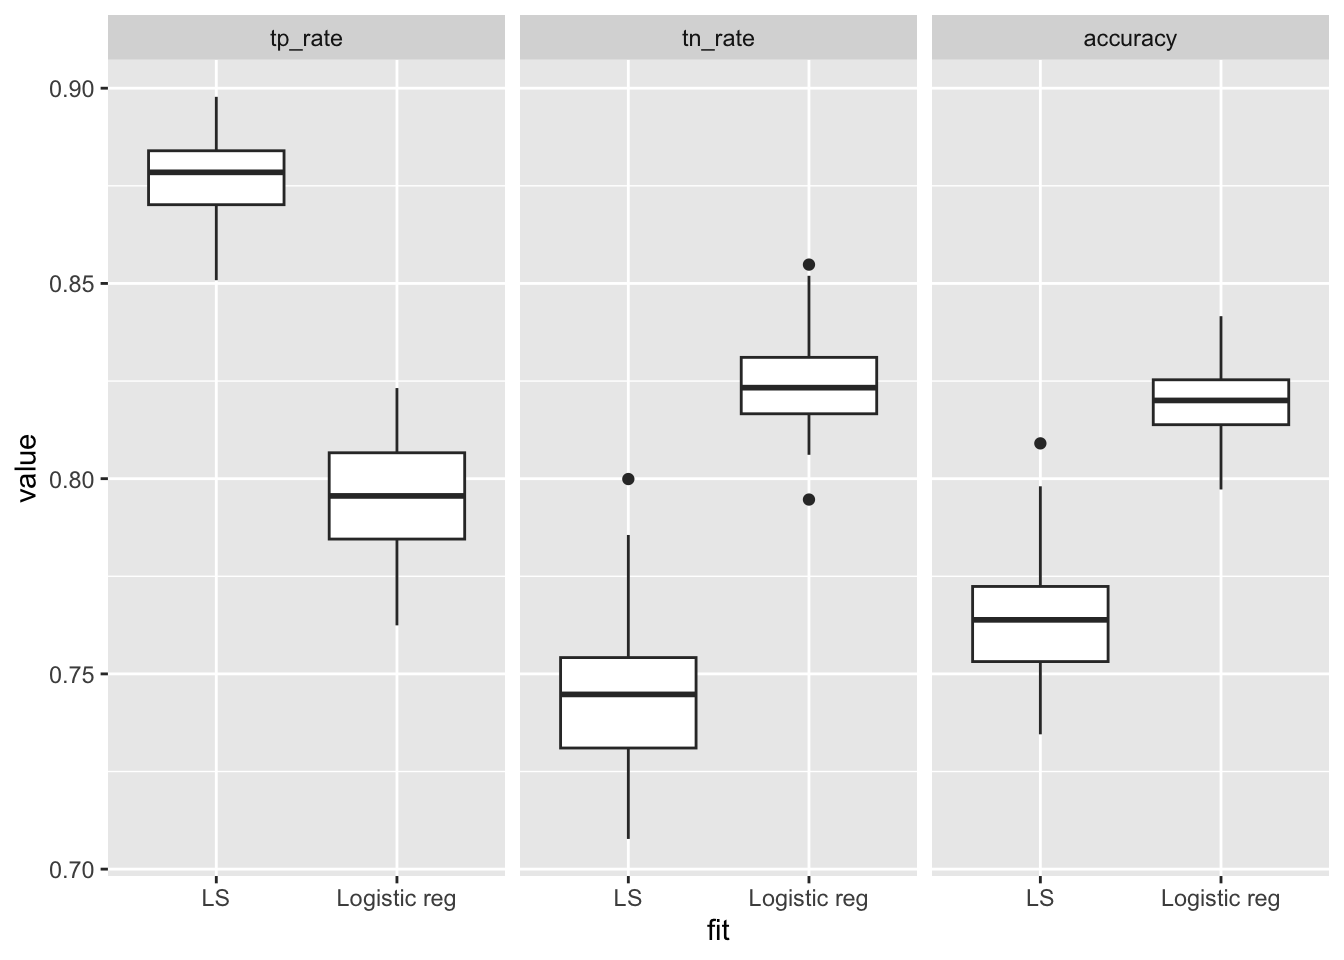 tp_rate
tn_rate
accuracy
0.90
0.85
0.80
0.75
0.70
value
LS
Logistic reg
LS
Logistic reg
LS
Logistic reg
fit